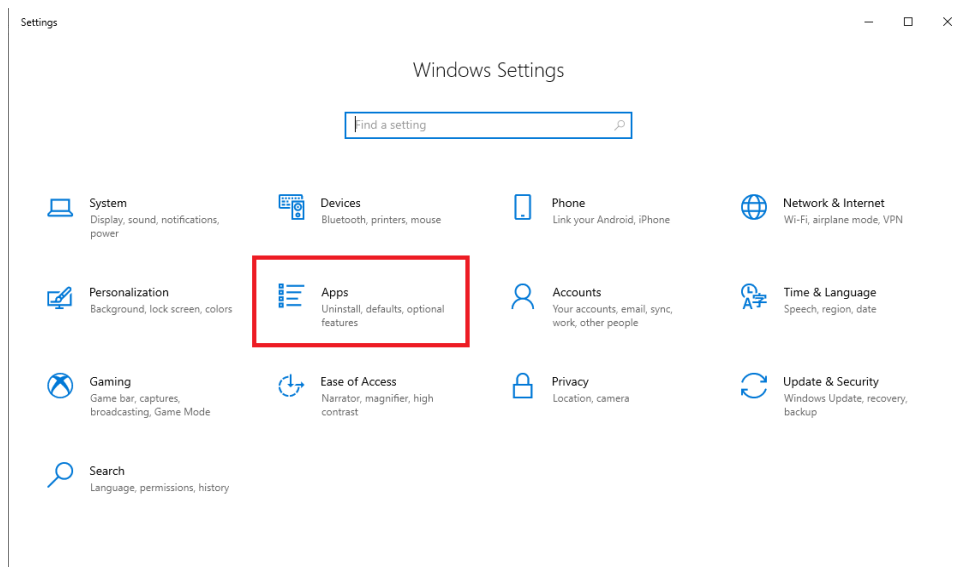 Settings
Windows Settings
Find a setting
System
Display, sound, notifications,
power
Devices
Bluetooth, printers, mouse
Phone
Link your Android, iPhone
Network & Internet
Wi-Fi, airplane mode, VPN
Personalization
Background, lock screen, colors
Apps
Uninstall, defaults, optional
features
Accounts
Your accounts, email, sync,
work, other people
Time & Language
Speech, region, date
Gaming
Game bar, captures,
broadcasting, Game Mode
Ease of Access
Narrator, magnifier, high
contrast
Privacy
Location, camera
Update & Security
Windows Update, recovery,
backup
Search
Language, permissions, history